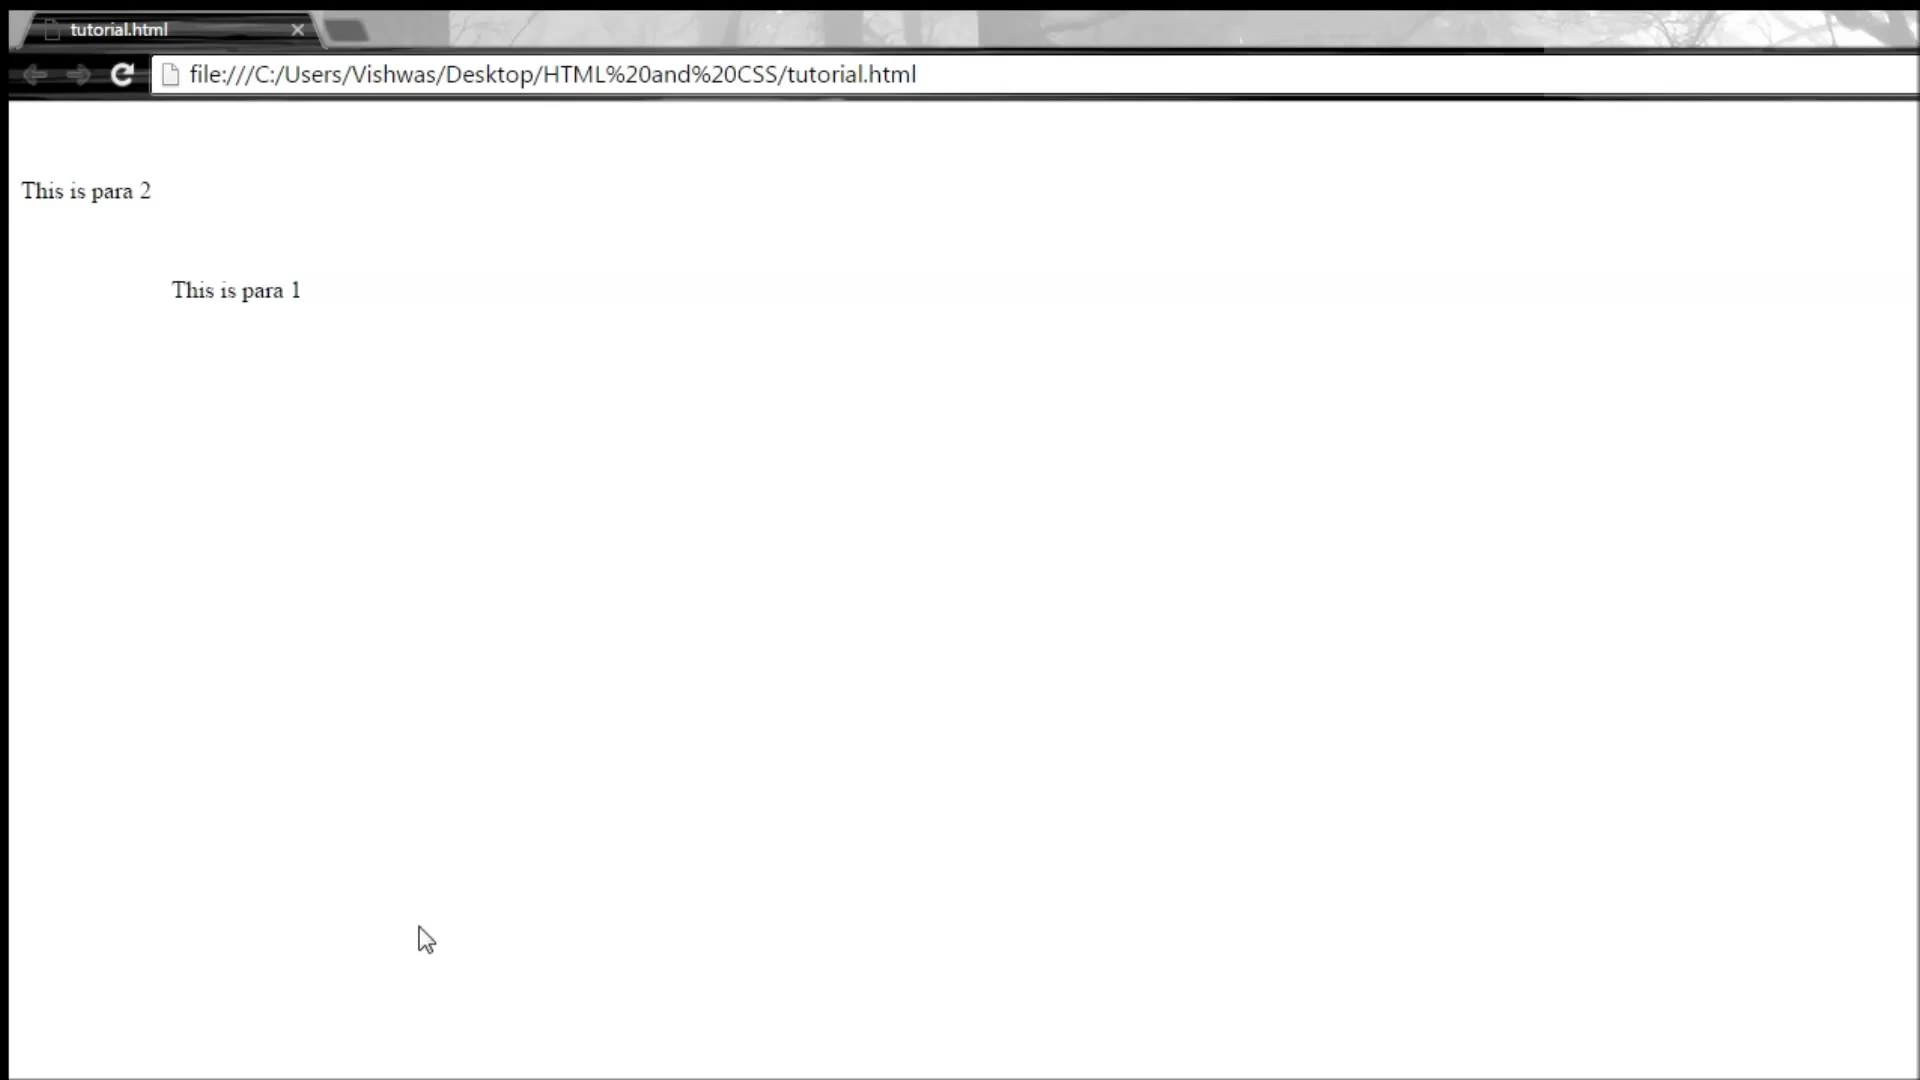 tutorial.html
file:///C:/Users/Vishwas/Desktop/HTML%20and%20CSS/tutorial.html
This is para 2
This is para 1